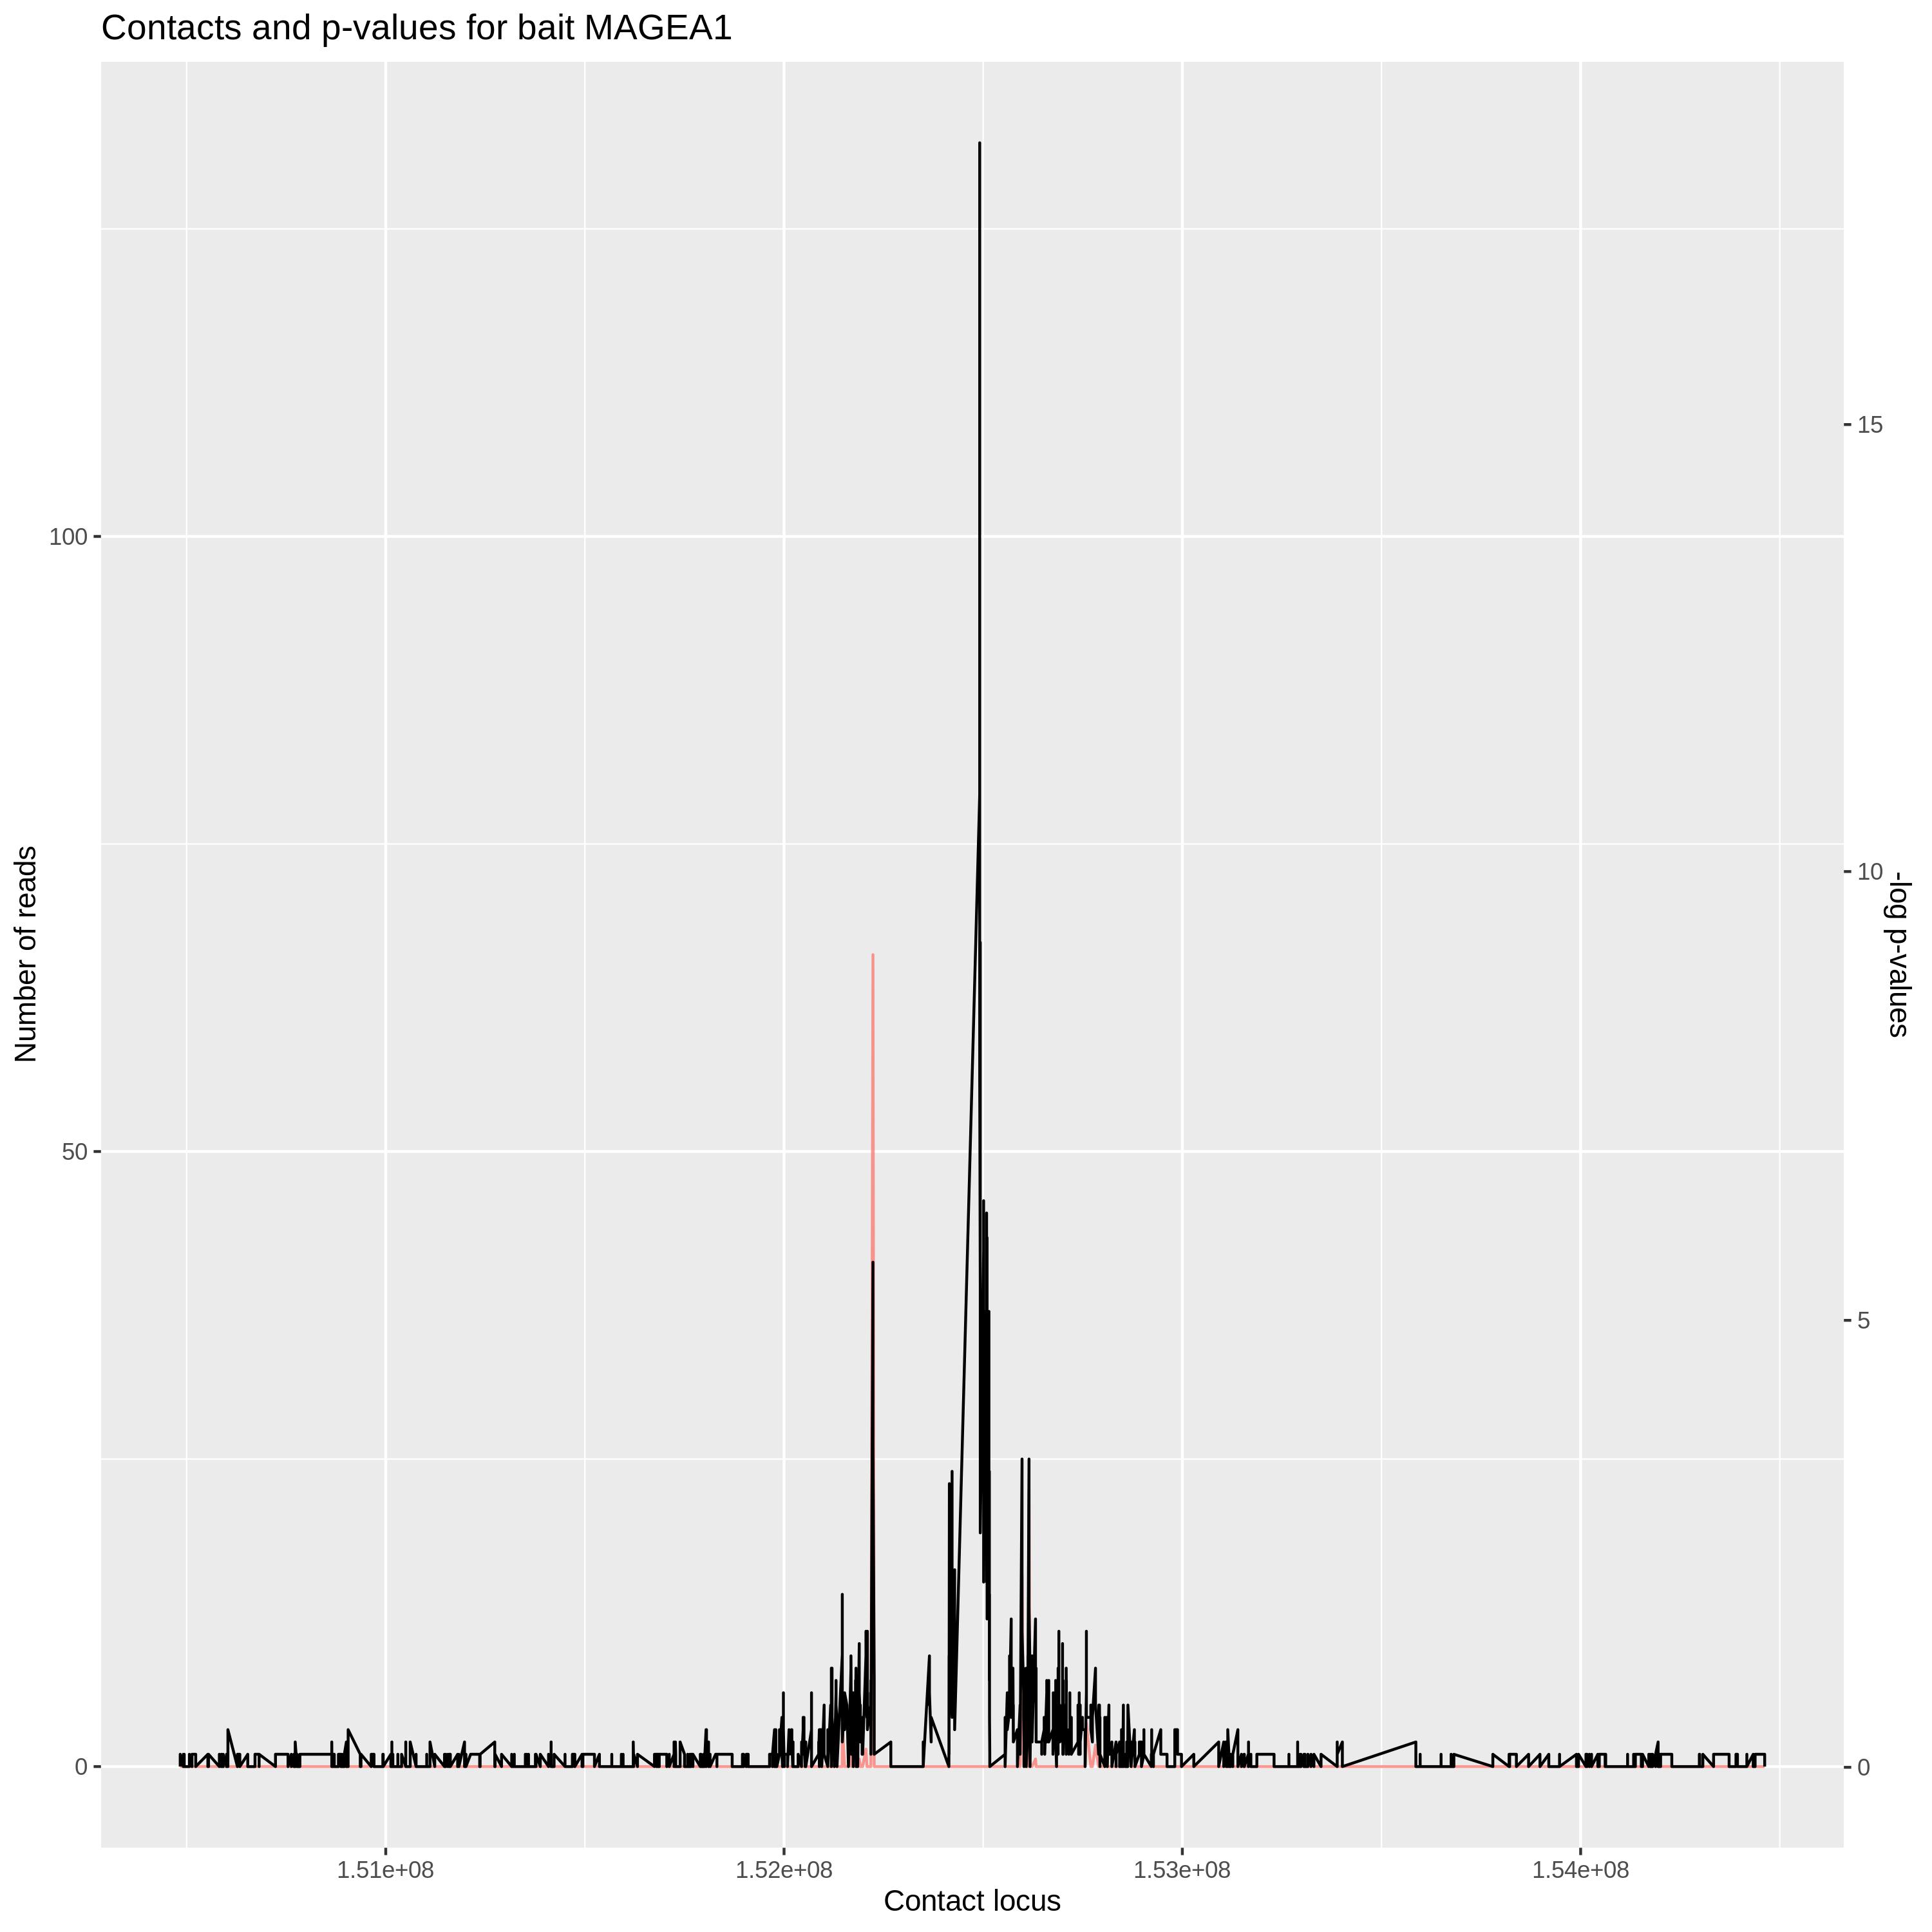 Contacts and p-values for bait MAGEA1
Number of reads
100
50
0
15
10
5
0
-log p-values
1.51e+08
1.52e+08
1.53e+08
1.54e+08
Contact locus